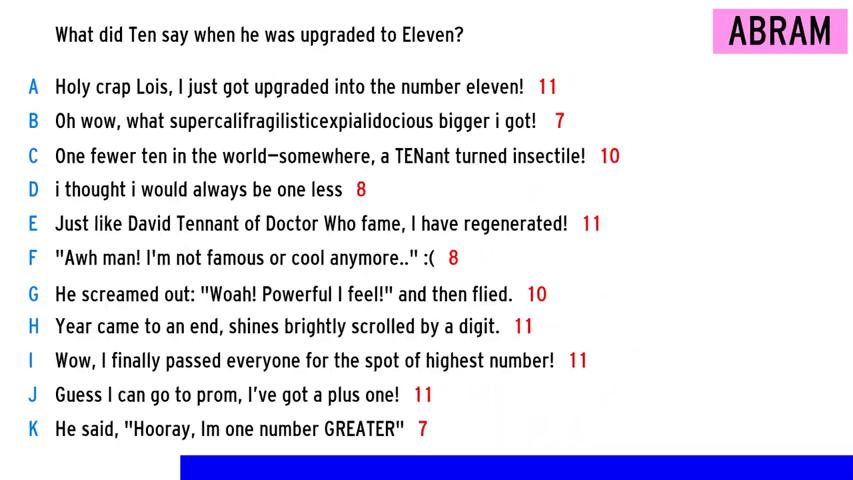 What did Ten say when he was upgraded to Eleven?
ABRAM
A Holy crap Lois, I just got upgraded into the number eleven! 11
B Oh wow, what supercalifragilisticexpialidocious bigger i got! 7
C One fewer ten in the world—somewhere, a TENant turned insectile! 10
D i thought i would always be one less 8
E Just like David Tennant of Doctor Who fame, I have regenerated! 11
F "Awh man! I'm not famous or cool anymore.." :( 8
G He screamed out: "Woah! Powerful I feel!" and then flied. 10
H Year came to an end, shines brightly scrolled by a digit. 11
I Wow, I finally passed everyone for the spot of highest number! 11
J Guess I can go to prom, I've got a plus one! 11
K He said, "Hooray, Im one number GREATER" 7